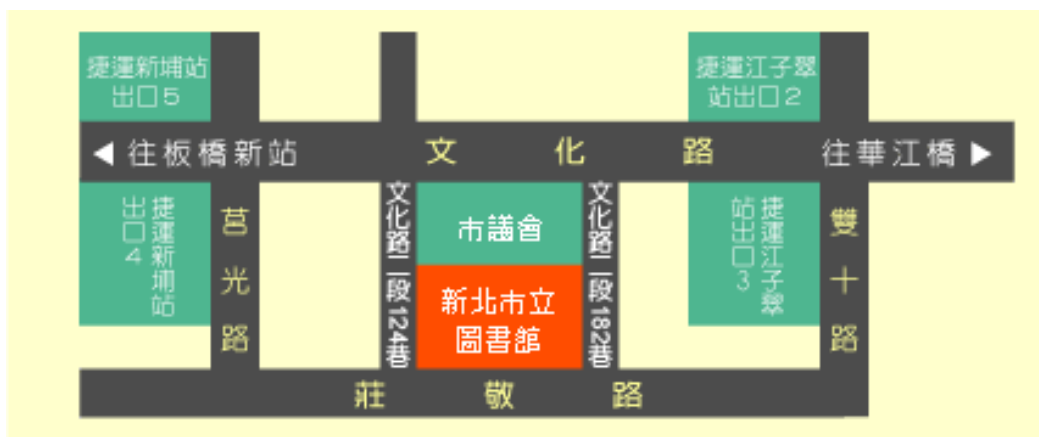 捷運新埔站
出口5
捷運江子翠
站出口2
◀往板橋新站
文化路
往華江橋▶
捷運新埔站
出口4
莒光路
文化路二段124巷
市議會
新北市立
圖書館
文化路二段182巷
捷運江子翠
站出口3
雙十路
莊敬路